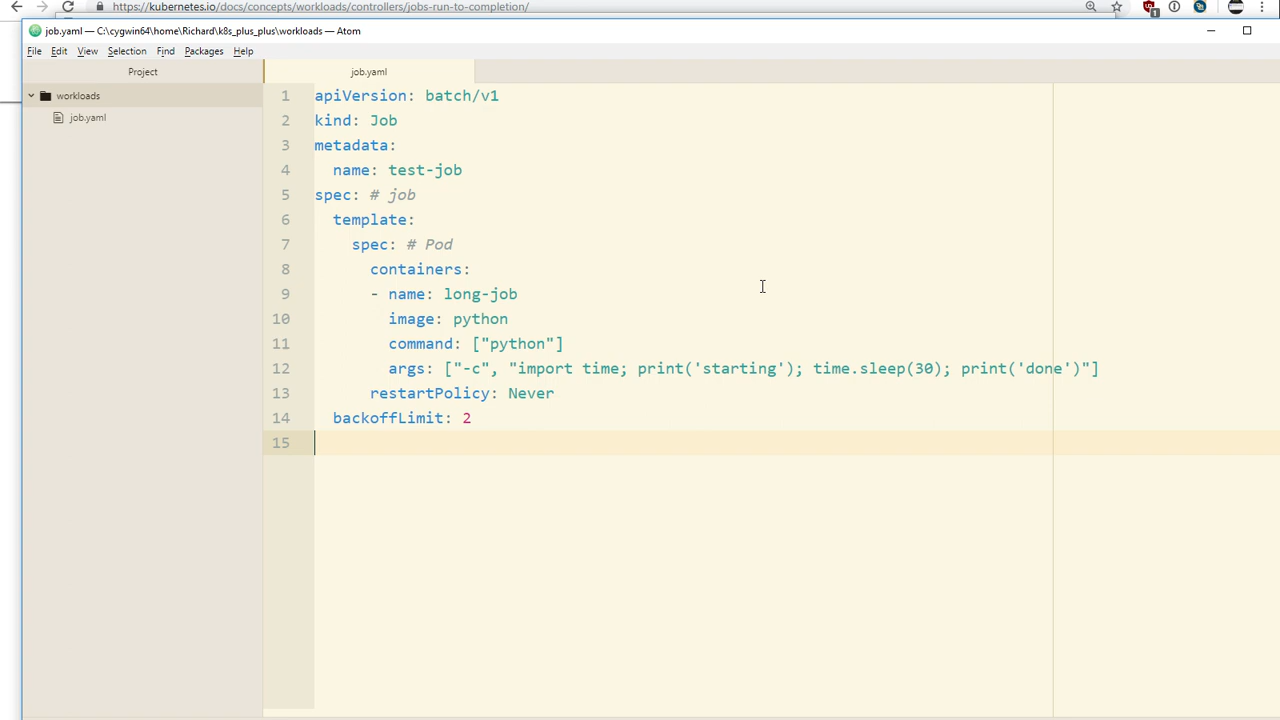 https://kubernetes.io/docs/concepts/workloads/controllers/jobs-run-to-completion/
job.yaml — C:\cygwin64\home\Richard\k8s_plus_plus\workloads — Atom
File Edit View Selection Find Packages Help
Project
job.yaml
workloads
job.yaml
1 apiVersion: batch/v1
2 kind: Job
3 metadata:
4   name: test-job
5 spec: # job
6   template:
7     spec: # Pod
8       containers:
9       - name: long-job
10         image: python
11         command: ["python"]
12         args: ["-c", "import time; print('starting'); time.sleep(30); print('done')"]
13       restartPolicy: Never
14   backoffLimit: 2
15